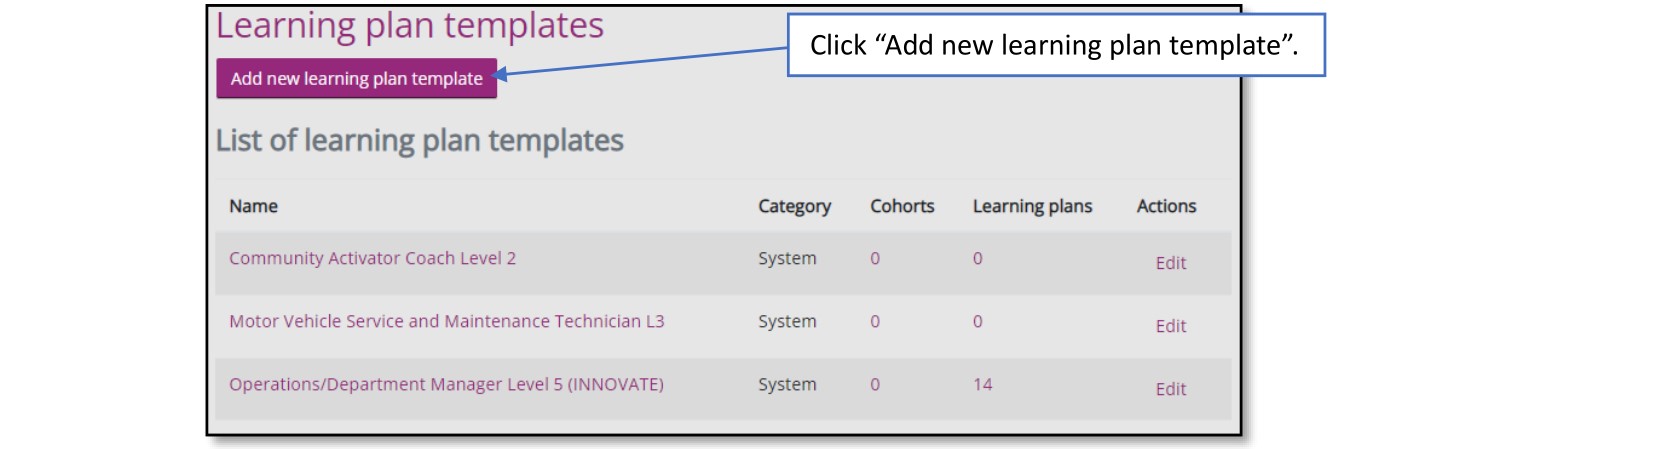 Learning plan templates
Click “Add new learning plan template”.
Add new learning plan template
List of learning plan templates
Name Category Cohorts Learning plans Actions
Community Activator Coach Level 2 System 0 0 Edit
Motor Vehicle Service and Maintenance Technician L3 System 0 0 Edit
Operations/Department Manager Level 5 (INNOVATE) System 0 14 Edit